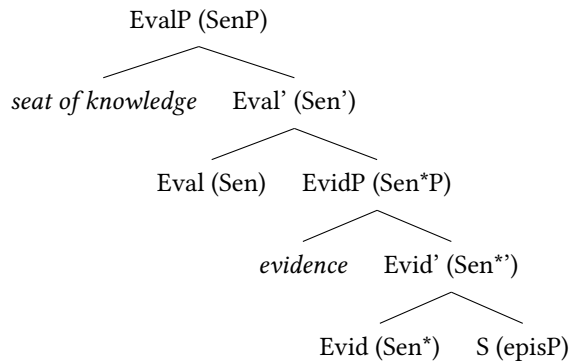 EvalP (SenP)
seat of knowledge Eval’ (Sen’)
Eval (Sen) EvidP (Sen*P)
evidence Evid’ (Sen*’)
Evid (Sen*) S (episP)